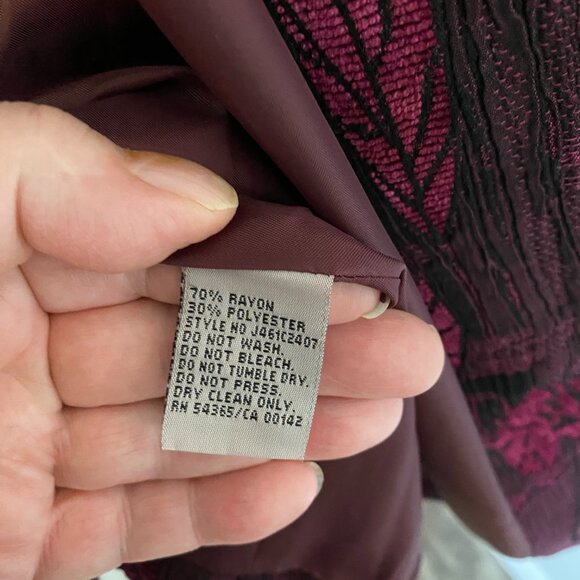 70% RAYON
30% POLYESTER
STYLE NO J461C2407
DO NOT WASH.
DO NOT BLEACH.
DO NOT TUMBLE DRY.
DO NOT PRESS.
DRY CLEAN ONLY.
RN 54365/CA 00142